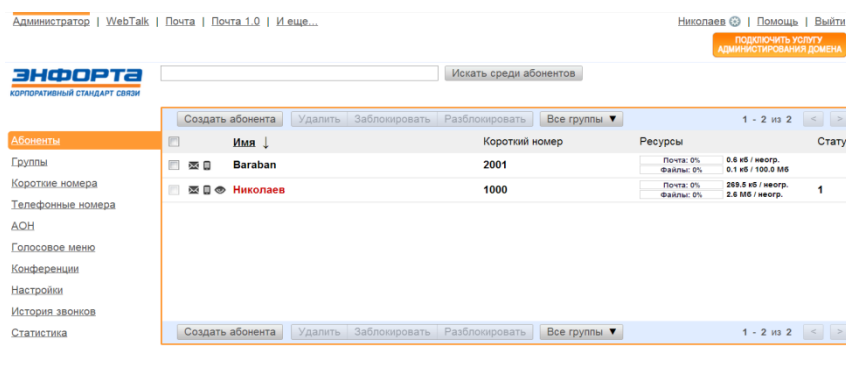 Администратор | WebTalk | Почта | Почта 1.0 | И еще...
Николаев | Помощь | Выйти
ПОДКЛЮЧИТЬ УСЛУГУ
АДМИНИСТРИРОВАНИЯ ДОМЕНА
ЭНФОРТА
КОРПОРАТИВНЫЙ СТАНДАРТ СВЯЗИ
Искать среди абонентов
Создать абонента Удалить Заблокировать Разблокировать Все группы ▼ 1 - 2 из 2 < >
Абоненты
Группы
Короткие номера
Телефонные номера
АОН
Голосовое меню
Конференции
Настройки
История звонков
Статистика
Имя ↓ Короткий номер Ресурсы Стату
Baraban 2001 Почта: 0% 0.6 кб / неогр.
Файлы: 0% 0.1 кб / 100.0 Мб
Николаев 1000 Почта: 0% 269.5 кб / неогр. 1
Файлы: 0% 2.6 Мб / неогр.
Создать абонента Удалить Заблокировать Разблокировать Все группы ▼ 1 - 2 из 2 < >